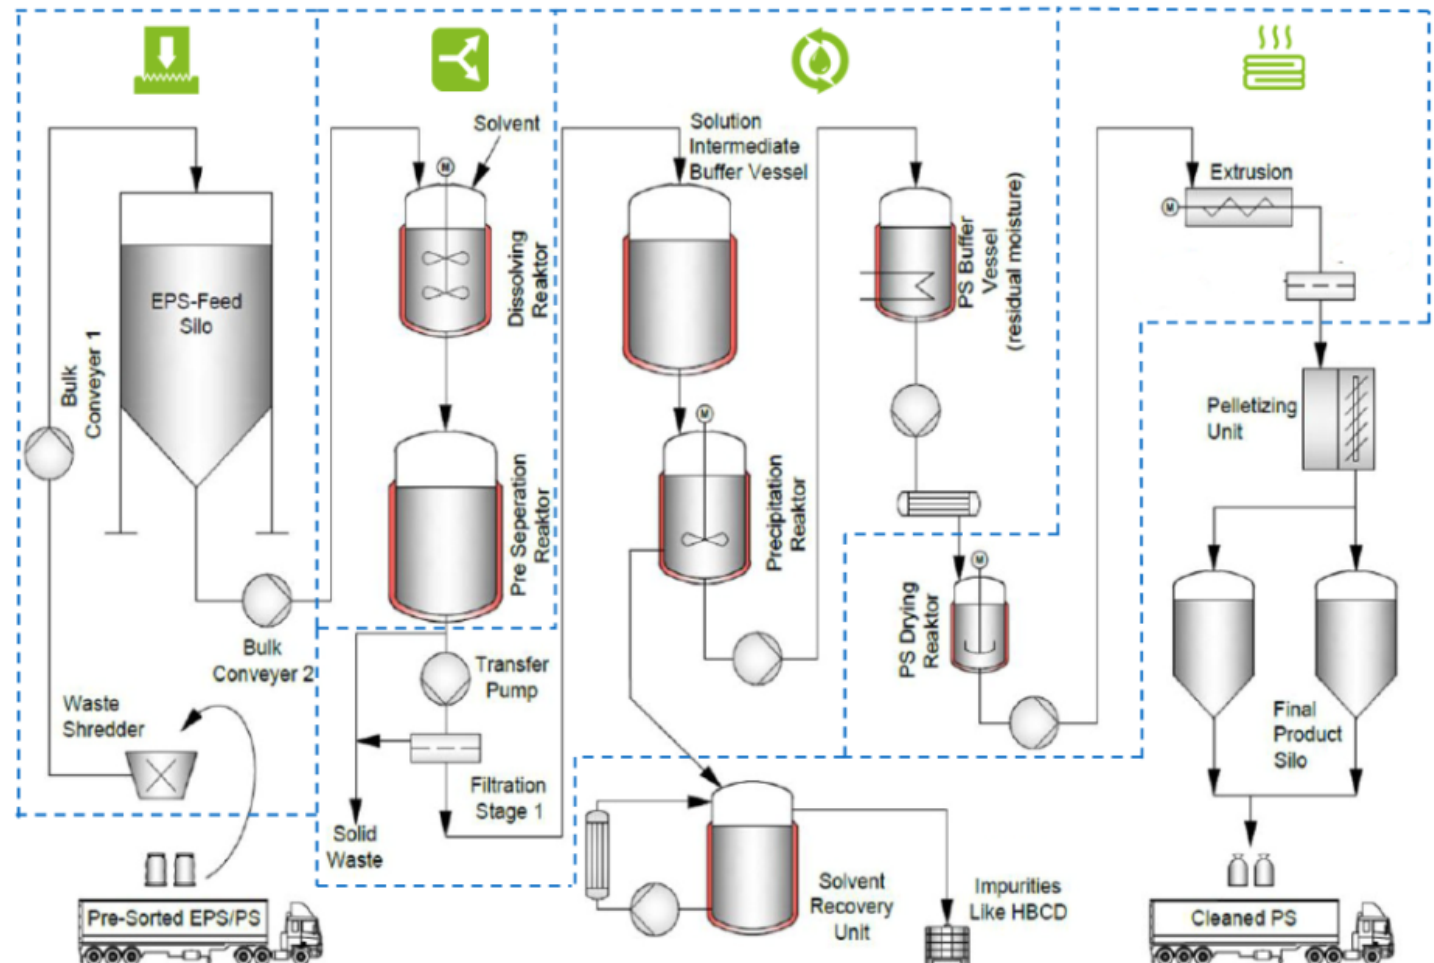 Solvent
Solution
Intermediate
Buffer Vessel
Extrusion
M
M
EPS-Feed
Silo
Bulk
Conveyer 1
Dissolving
Reaktor
PS Buffer
Vessel
(residual moisture)
Pelletizing
Unit
M
Pre Seperation
Reaktor
Precipitation
Reaktor
M
PS Drying
Reaktor
Bulk
Conveyer 2
Transfer
Pump
Waste
Shredder
Final
Product
Silo
Filtration
Stage 1
Solid
Waste
Solvent
Recovery
Unit
Impurities
Like HBCD
Pre-Sorted EPS/PS
Cleaned PS